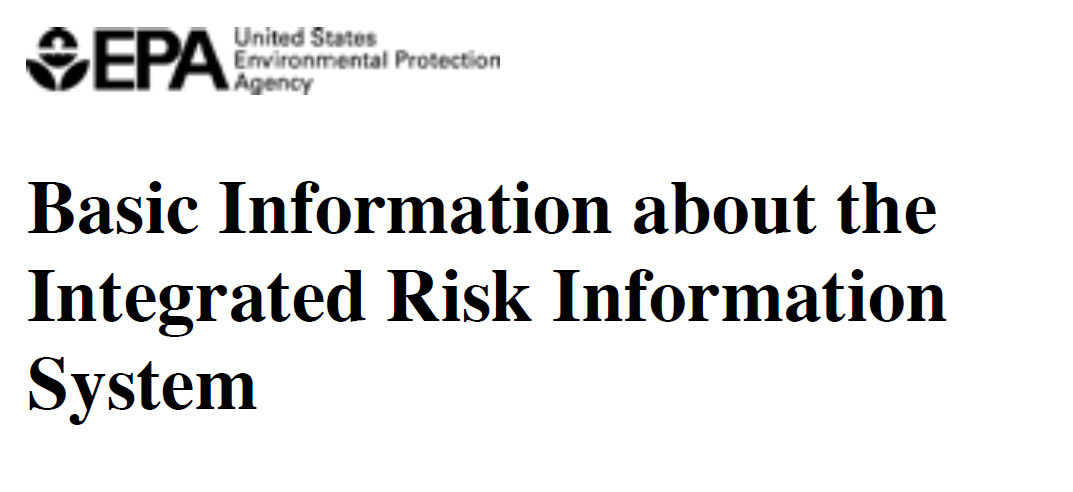 EPA United States
Environmental Protection
Agency
Basic Information about the
Integrated Risk Information
System